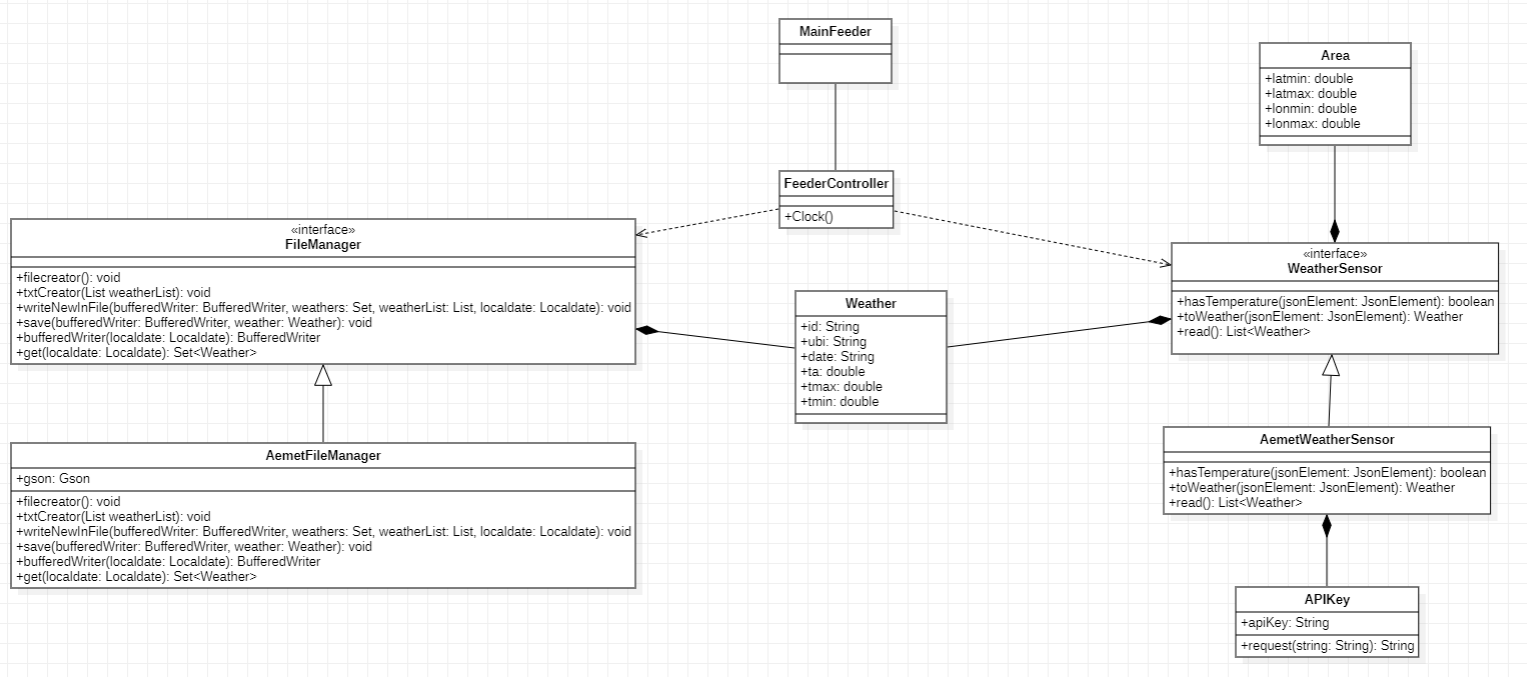 MainFeeder
Area
+latmin: double
+latmax: double
+lonmin: double
+lonmax: double
FeederController
+Clock()
«interface»
FileManager
+filecreator(): void
+txtCreator(List weatherList): void
+writeNewInFile(bufferedWriter: BufferedWriter, weathers: Set, weatherList: List, localdate: Localdate): void
+save(bufferedWriter: BufferedWriter, weather: Weather): void
+bufferedWriter(localdate: Localdate): BufferedWriter
+get(localdate: Localdate): Set<Weather>
«interface»
WeatherSensor
+hasTemperature(jsonElement: JsonElement): boolean
+toWeather(jsonElement: JsonElement): Weather
+read(): List<Weather>
Weather
+id: String
+ubi: String
+date: String
+ta: double
+tmax: double
+tmin: double
AemetFileManager
+gson: Gson
+filecreator(): void
+txtCreator(List weatherList): void
+writeNewInFile(bufferedWriter: BufferedWriter, weathers: Set, weatherList: List, localdate: Localdate): void
+save(bufferedWriter: BufferedWriter, weather: Weather): void
+bufferedWriter(localdate: Localdate): BufferedWriter
+get(localdate: Localdate): Set<Weather>
AemetWeatherSensor
+hasTemperature(jsonElement: JsonElement): boolean
+toWeather(jsonElement: JsonElement): Weather
+read(): List<Weather>
APIKey
+apiKey: String
+request(string: String): String